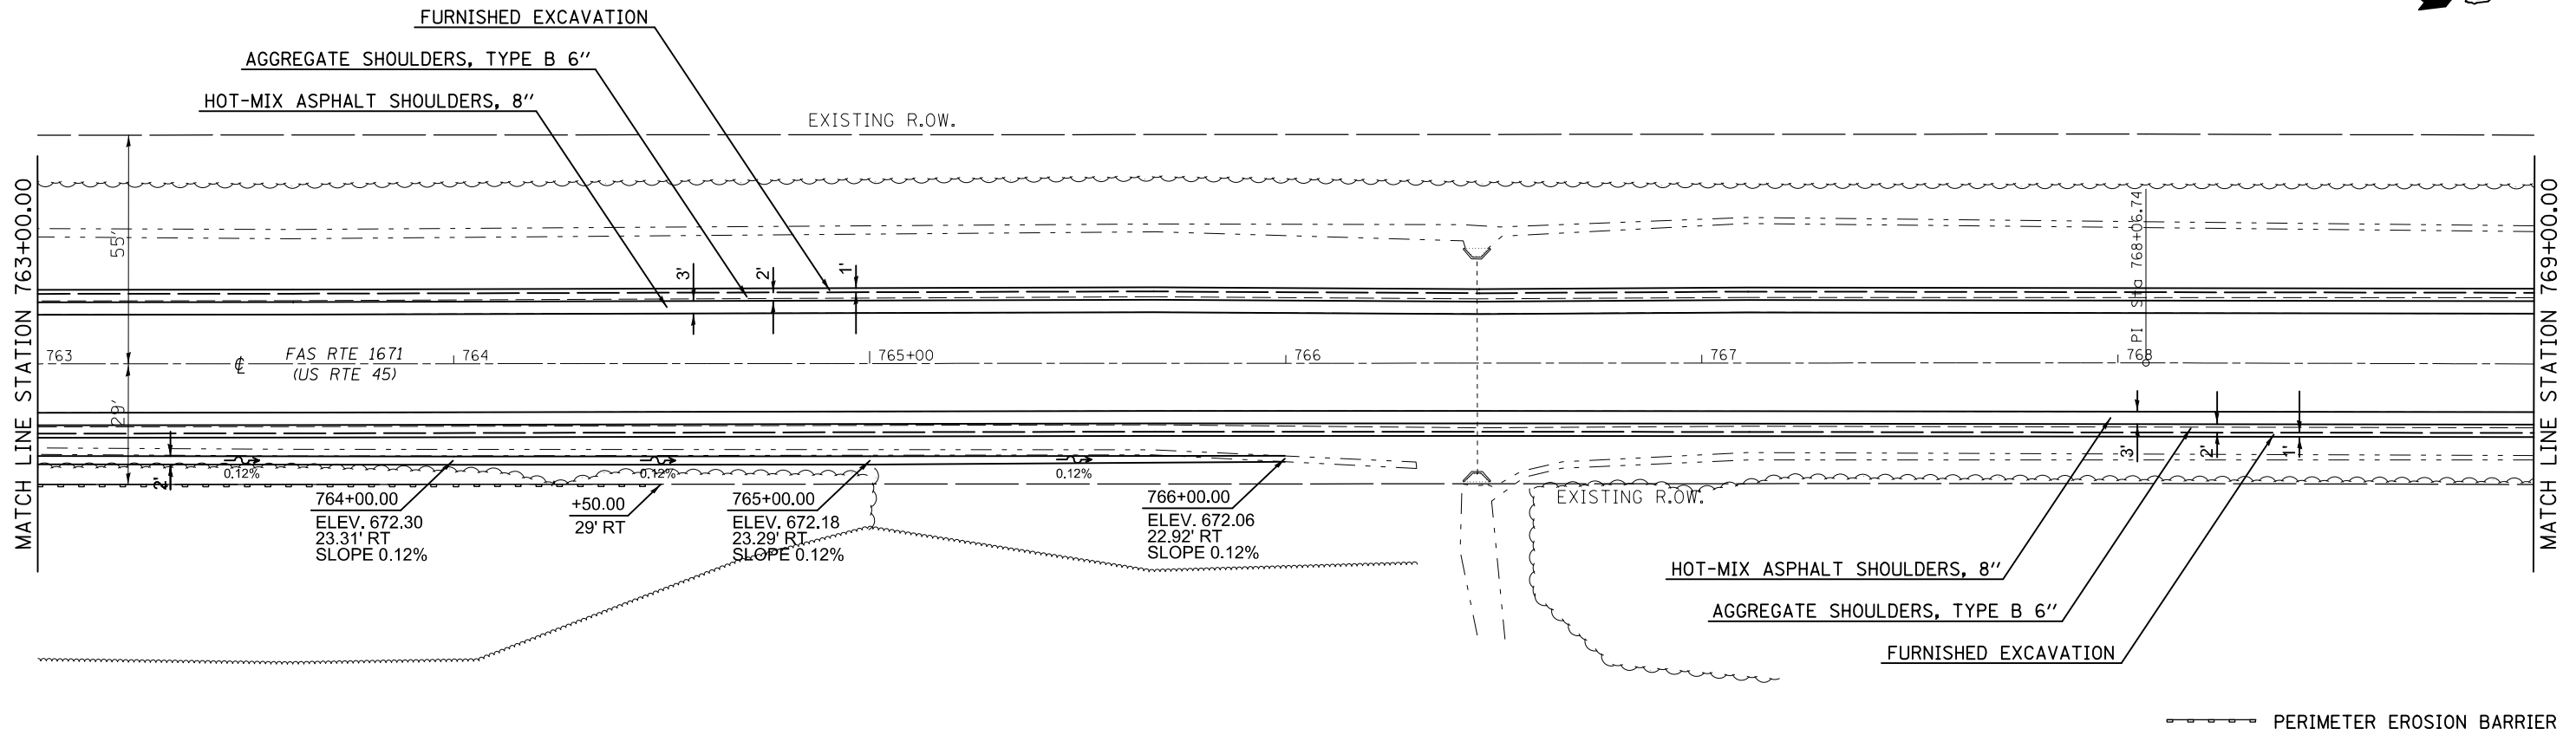 FURNISHED EXCAVATION
AGGREGATE SHOULDERS, TYPE B 6"
HOT-MIX ASPHALT SHOULDERS, 8"
EXISTING R.O.W.
MATCH LINE STATION 763+00.00
55'
3'
2'
1'
PI Sta 768+06.74
MATCH LINE STATION 769+00.00
763
℄
FAS RTE 1671
(US RTE 45)
764
765+00
766
767
768
29'
2'
0.12%
0.12%
0.12%
3'
2'
1'
764+00.00
ELEV. 672.30
23.31' RT
SLOPE 0.12%
+50.00
29' RT
765+00.00
ELEV. 672.18
23.29' RT
SLOPE 0.12%
766+00.00
ELEV. 672.06
22.92' RT
SLOPE 0.12%
EXISTING R.O.W.
HOT-MIX ASPHALT SHOULDERS, 8"
AGGREGATE SHOULDERS, TYPE B 6"
FURNISHED EXCAVATION
PERIMETER EROSION BARRIER